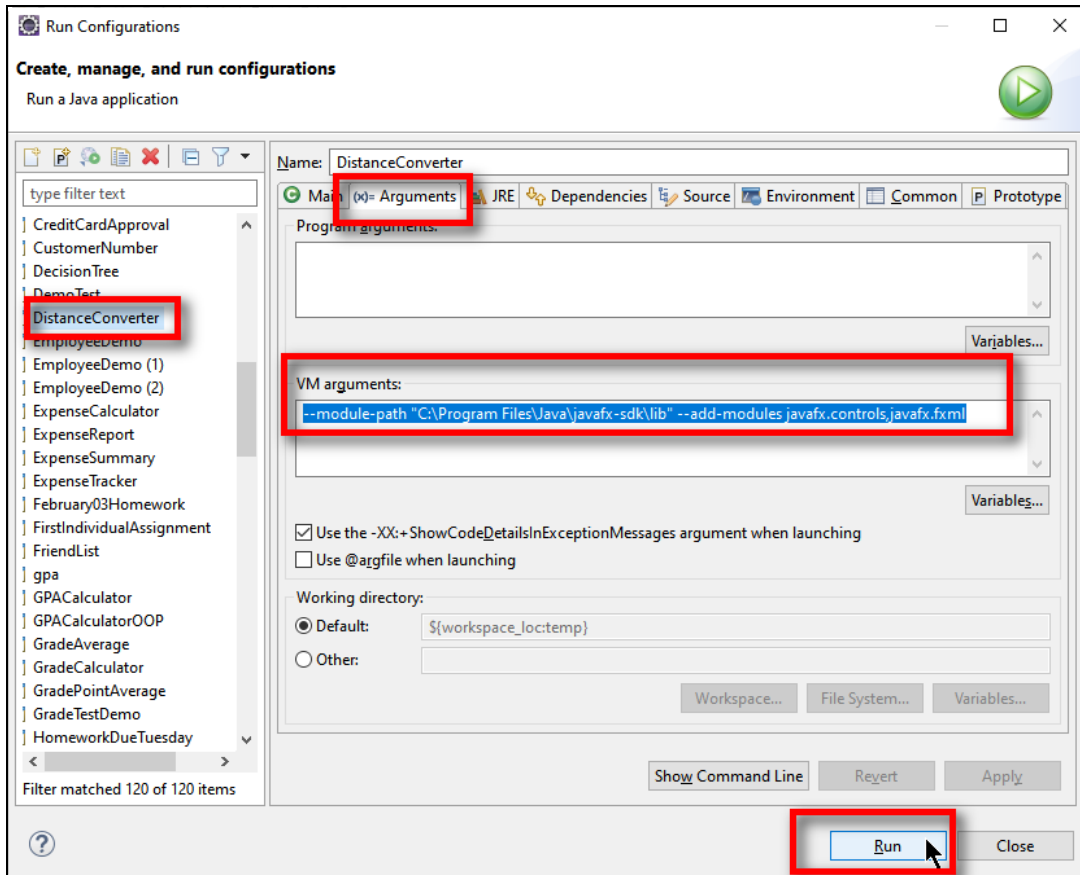 Run Configurations
Create, manage, and run configurations
Run a Java application
type filter text
CreditCardApproval
CustomerNumber
DecisionTree
DemoTest
DistanceConverter
EmployeeDemo
EmployeeDemo (1)
EmployeeDemo (2)
ExpenseCalculator
ExpenseReport
ExpenseSummary
ExpenseTracker
February03Homework
FirstIndividualAssignment
FriendList
gpa
GPACalculator
GPACalculatorOOP
GradeAverage
GradeCalculator
GradePointAverage
GradeTestDemo
HomeworkDueTuesday
Filter matched 120 of 120 items
Name: DistanceConverter
Main (x)= Arguments JRE Dependencies Source Environment Common P Prototype
Program arguments:
Variables...
VM arguments:
--module-path "C:\Program Files\Java\javafx-sdk\lib" --add-modules javafx.controls,javafx.fxml
Variables...
Use the -XX:+ShowCodeDetailsInExceptionMessages argument when launching
Use @argfile when launching
Working directory:
Default: ${workspace_loc:temp}
Other:
Workspace... File System... Variables...
Show Command Line Revert Apply
? Run Close